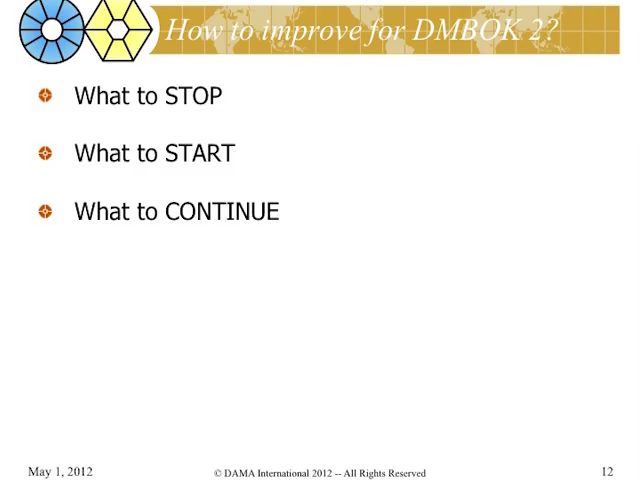 How to improve for DMBOK 2?
What to STOP
What to START
What to CONTINUE
May 1, 2012
© DAMA International 2012 -- All Rights Reserved
12